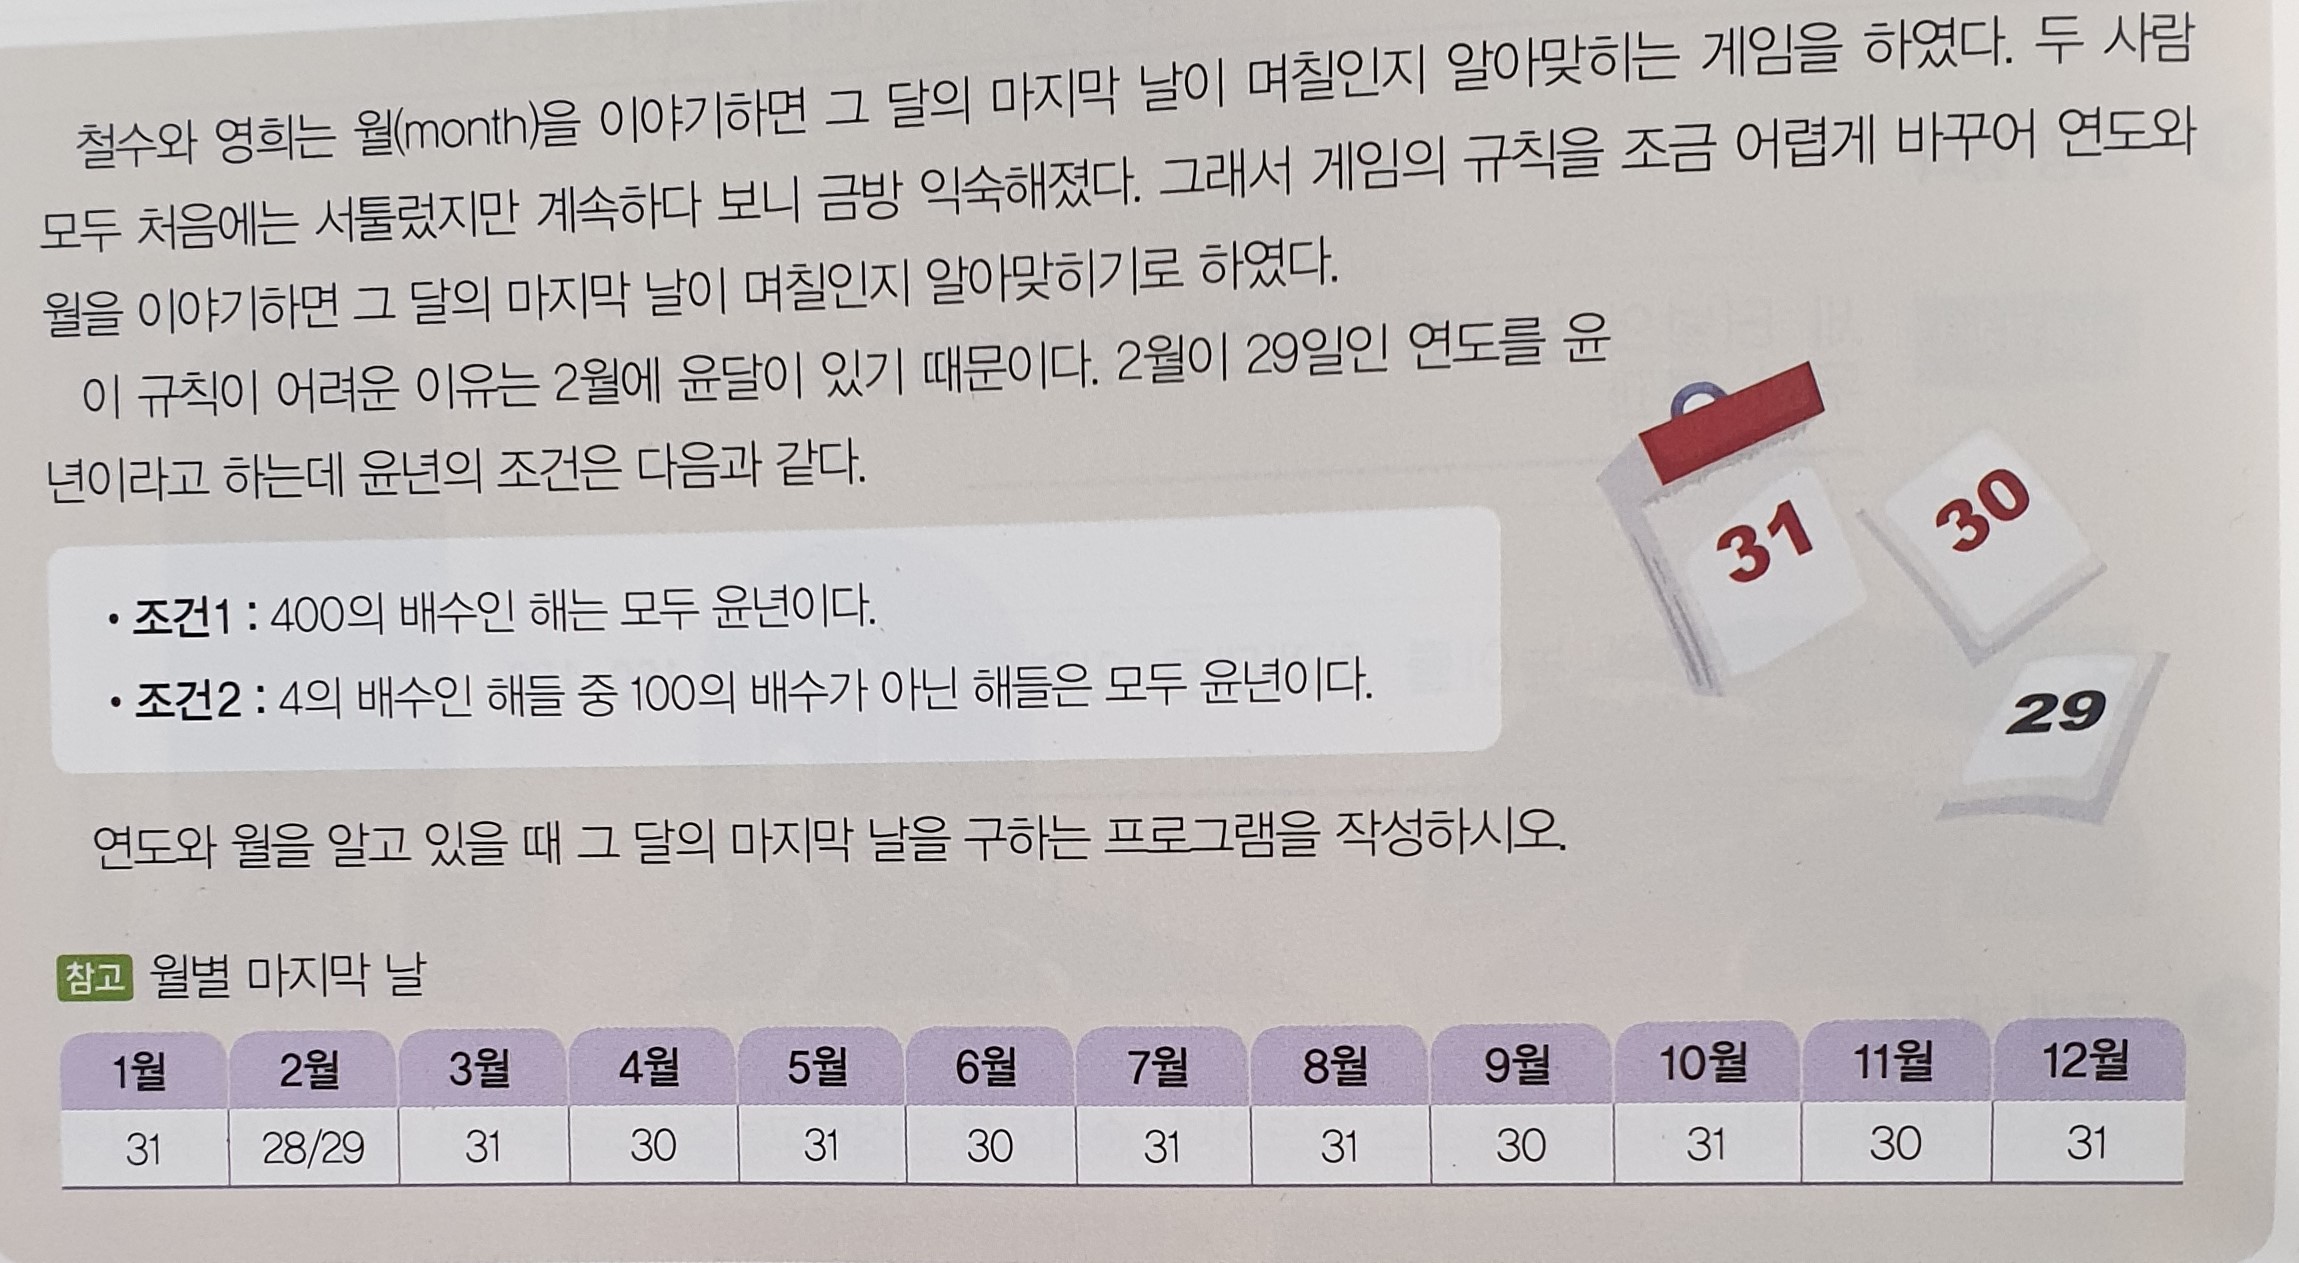 철수와 영희는 월(month)을 이야기하면 그 달의 마지막 날이 며칠인지 알아맞히는 게임을 하였다. 두 사람
모두 처음에는 서툴렀지만 계속하다 보니 금방 익숙해졌다. 그래서 게임의 규칙을 조금 어렵게 바꾸어 연도와
월을 이야기하면 그 달의 마지막 날이 며칠인지 알아맞히기로 하였다.
이 규칙이 어려운 이유는 2월에 윤달이 있기 때문이다. 2월이 29일인 연도를 윤
년이라고 하는데 윤년의 조건은 다음과 같다.
31
30
29
• 조건1 : 400의 배수인 해는 모두 윤년이다.
• 조건2 : 4의 배수인 해들 중 100의 배수가 아닌 해들은 모두 윤년이다.
연도와 월을 알고 있을 때 그 달의 마지막 날을 구하는 프로그램을 작성하시오.
참고 월별 마지막 날
1월 2월 3월 4월 5월 6월 7월 8월 9월 10월 11월 12월
31 28/29 31 30 31 30 31 31 30 31 30 31